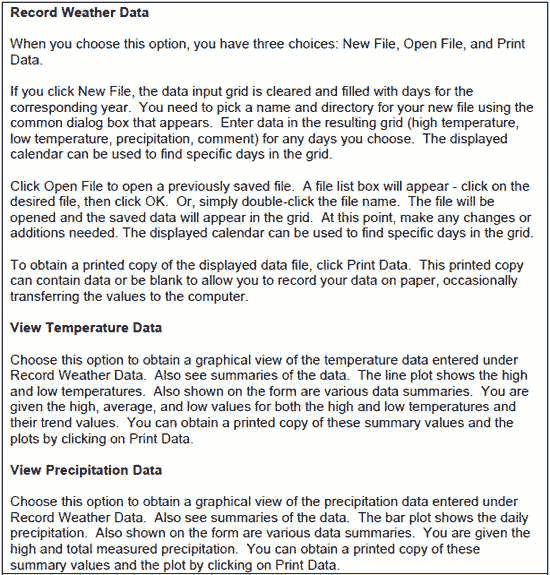 Record Weather Data
When you choose this option, you have three choices: New File, Open File, and Print
Data.
If you click New File, the data input grid is cleared and filled with days for the
corresponding year. You need to pick a name and directory for your new file using the
common dialog box that appears. Enter data in the resulting grid (high temperature,
low temperature, precipitation, comment) for any days you choose. The displayed
calendar can be used to find specific days in the grid.
Click Open File to open a previously saved file. A file list box will appear - click on the
desired file, then click OK. Or, simply double-click the file name. The file will be
opened and the saved data will appear in the grid. At this point, make any changes or
additions needed. The displayed calendar can be used to find specific days in the grid.
To obtain a printed copy of the displayed data file, click Print Data. This printed copy
can contain data or be blank to allow you to record your data on paper, occasionally
transferring the values to the computer.
View Temperature Data
Choose this option to obtain a graphical view of the temperature data entered under
Record Weather Data. Also see summaries of the data. The line plot shows the high
and low temperatures. Also shown on the form are various data summaries. You are
given the high, average, and low values for both the high and low temperatures and
their trend values. You can obtain a printed copy of these summary values and the
plots by clicking on Print Data.
View Precipitation Data
Choose this option to obtain a graphical view of the precipitation data entered under
Record Weather Data. Also see summaries of the data. The bar plot shows the daily
precipitation. Also shown on the form are various data summaries. You are given the
high and total measured precipitation. You can obtain a printed copy of these
summary values and the plot by clicking on Print Data.